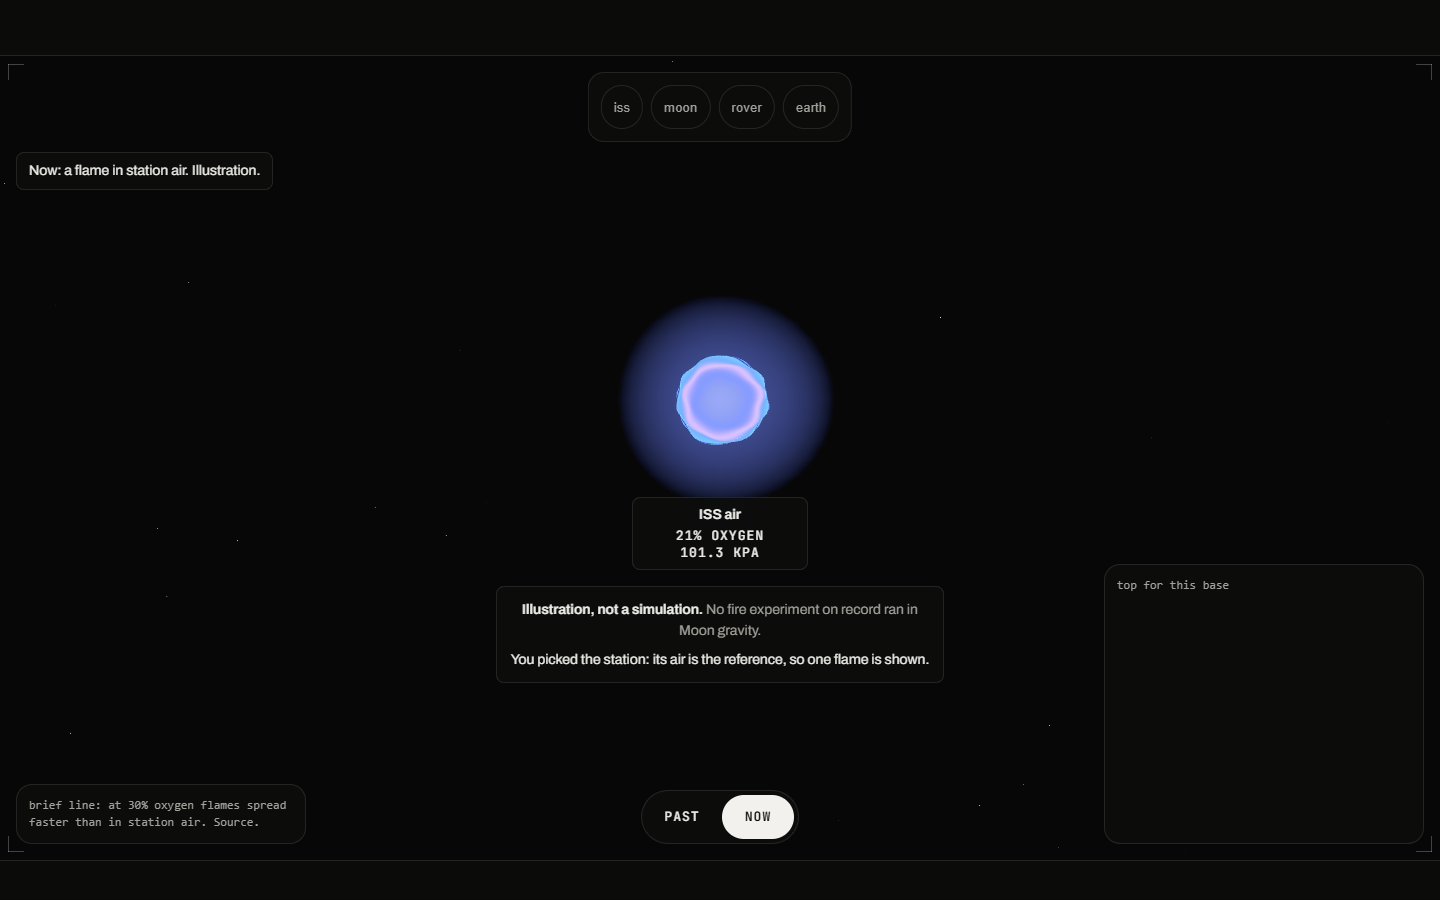 iss moon rover earth
Now: a flame in station air. Illustration.
ISS air
21% OXYGEN
101.3 KPA
Illustration, not a simulation. No fire experiment on record ran in
Moon gravity.
You picked the station: its air is the reference, so one flame is shown.
top for this base
brief line: at 30% oxygen flames spread
faster than in station air. Source.
PAST NOW